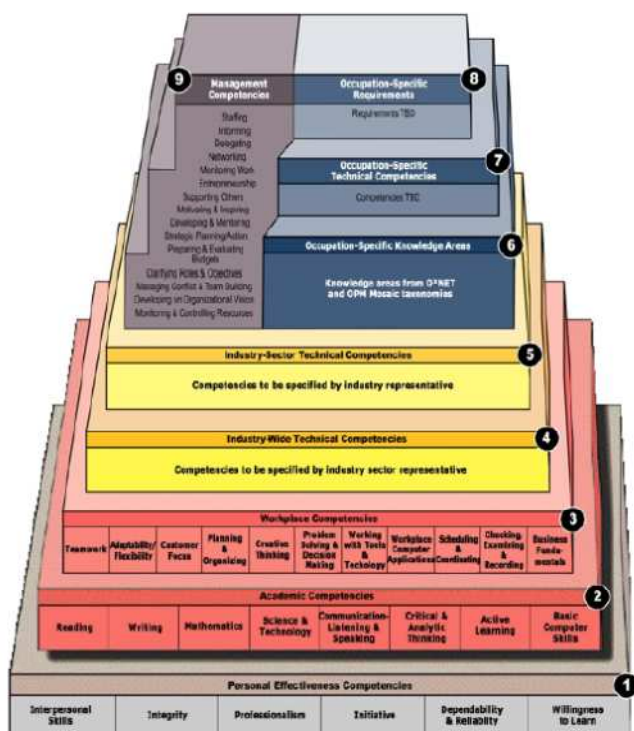 9
Management
Competencies
Occupation-Specific
Requirements
8
Requirements TBD
Staffing
Informing
Delegating
Networking
Monitoring Work
Entrepreneurship
Supporting Others
Motivating & Inspiring
Developing & Mentoring
Strategic Planning/Action
Preparing & Evaluating
Budgets
Clarifying Roles & Objectives
Managing Conflict & Team Building
Developing an Organizational Vision
Monitoring & Controlling Resources
7
Occupation-Specific
Technical Competencies
Competencies TBD
6
Occupation-Specific Knowledge Areas
Knowledge areas from O*NET
and OPM Mosaic taxonomies
5
Industry-Sector Technical Competencies
Competencies to be specified by industry representative
4
Industry-Wide Technical Competencies
Competencies to be specified by industry sector representative
3
Workplace Competencies
Teamwork
Adaptability/
Flexibility
Customer
Focus
Planning
&
Organizing
Creative
Thinking
Problem
Solving &
Decision
Making
Working
with Tools
& Technology
Workplace
Computer
Applications
Scheduling
&
Coordinating
Checking,
Examining &
Recording
Business
Funda-
mentals
2
Academic Competencies
Reading
Writing
Mathematics
Science &
Technology
Communication-
Listening &
Speaking
Critical &
Analytic
Thinking
Active
Learning
Basic
Computer
Skills
1
Personal Effectiveness Competencies
Interpersonal
Skills
Integrity
Professionalism
Initiative
Dependability
& Reliability
Willingness
to Learn